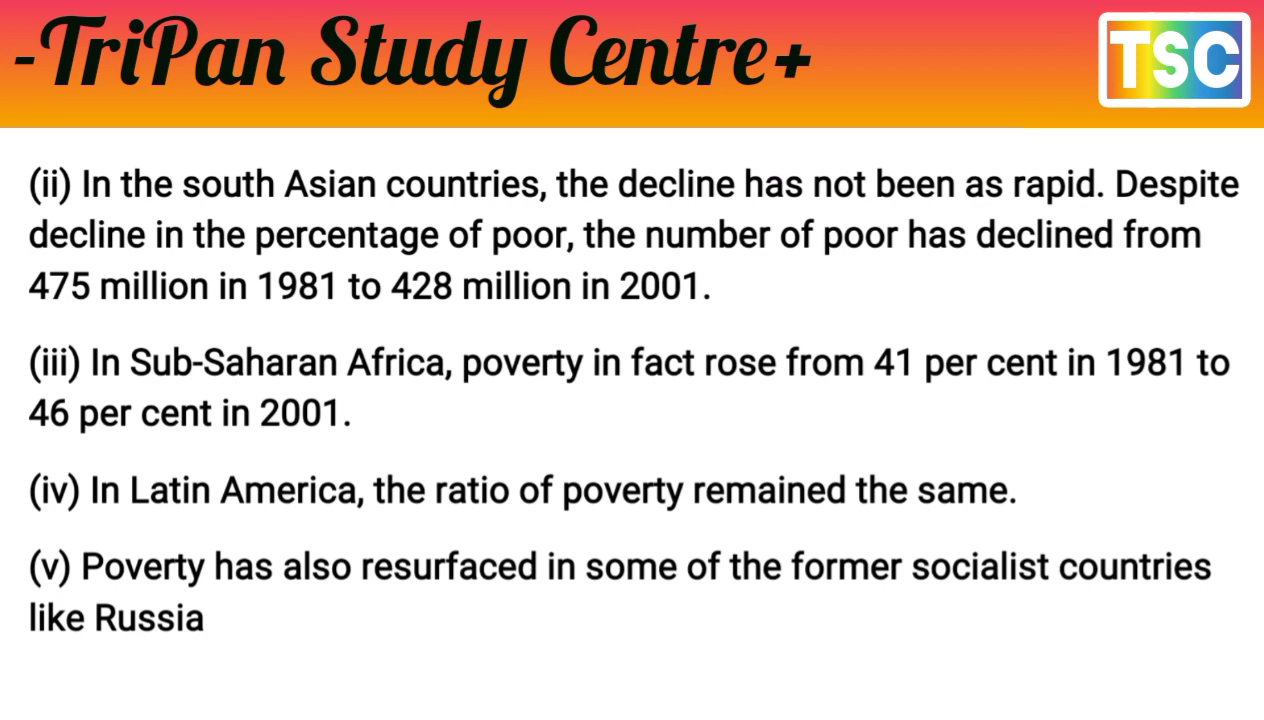 -TriPan Study Centre+
TSC
(ii) In the south Asian countries, the decline has not been as rapid. Despite
decline in the percentage of poor, the number of poor has declined from
475 million in 1981 to 428 million in 2001.
(iii) In Sub-Saharan Africa, poverty in fact rose from 41 per cent in 1981 to
46 per cent in 2001.
(iv) In Latin America, the ratio of poverty remained the same.
(v) Poverty has also resurfaced in some of the former socialist countries
like Russia